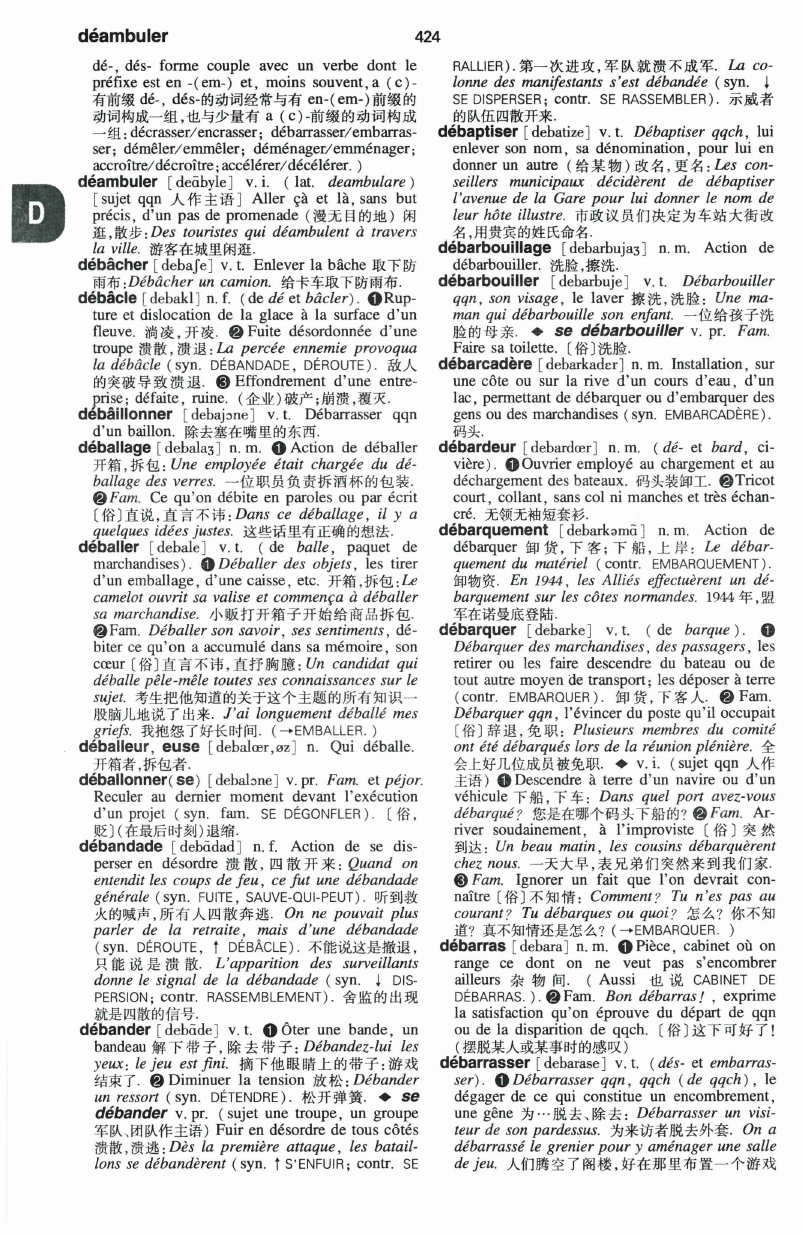 déambuler
424
dé-, dés- forme couple avec un verbe dont le
préfixe est en -(em-) et, moins souvent, a (c)-
有前缀 dé-, dés-的动词经常与有 en-(em-)前缀的
动词构成一组,也与少量有 a (c)-前缀的动词构成
一组: décrasser/encrasser; débarrasser/embarras-
ser; démêler/emmêler; déménager/emménager;
accroître/décroître; accélérer/décélérer. )
déambuler [deɑ̃byle] v. i. ( lat. deambulare)
[sujet qqn 人作主语] Aller çà et là, sans but
précis, d'un pas de promenade (漫无目的地) 闲
逛,散步: Des touristes qui déambulent à travers
la ville. 游客在城里闲逛.
débâcher [debaʃe] v. t. Enlever la bâche 取下防
雨布: Débâcher un camion. 给卡车取下防雨布.
débâcle [debakl] n. f. (de dé et bâcler). ❶Rup-
ture et dislocation de la glace à la surface d'un
fleuve. 淌凌,开凌. ❷ Fuite désordonnée d'une
troupe 溃散,溃退: La percée ennemie provoqua
la débâcle (syn. DÉBANDADE, DÉROUTE). 敌人
的突破导致溃退. ❸ Effondrement d'une entre-
prise; défaite, ruine. (企业)破产;崩溃,覆灭.
débâillonner [debajɔne] v. t. Débarrasser qqn
d'un baillon. 除去塞在嘴里的东西.
déballage [debalaʒ] n. m. ❶ Action de déballer
开箱,拆包: Une employée était chargée du dé-
ballage des verres. 一位职员负责拆酒杯的包装.
❷ Fam. Ce qu'on débite en paroles ou par écrit
〔俗〕直说,直言不讳: Dans ce déballage, il y a
quelques idées justes. 这些话里有正确的想法.
déballer [debale] v. t. ( de balle, paquet de
marchandises). ❶ Déballer des objets, les tirer
d'un emballage, d'une caisse, etc. 开箱,拆包: Le
camelot ouvrit sa valise et commença à déballer
sa marchandise. 小贩打开箱子开始给商品拆包.
❷Fam. Déballer son savoir, ses sentiments, dé-
biter ce qu'on a accumulé dans sa mémoire, son
cœur〔俗〕直言不讳,直抒胸臆: Un candidat qui
déballe pêle-mêle toutes ses connaissances sur le
sujet. 考生把他知道的关于这个主题的所有知识一
股脑儿地说了出来. J'ai longuement déballé mes
griefs. 我抱怨了好长时间. (→EMBALLER. )
déballeur, euse [debalœr,øz] n. Qui déballe.
开箱者,拆包者.
déballonner(se) [debalɔne] v. pr. Fam. et péjor.
Reculer au dernier moment devant l'exécution
d'un projet (syn. fam. SE DÉGONFLER). 〔俗,
贬〕(在最后时刻)退缩.
débandade [debɑ̃dad] n. f. Action de se dis-
perser en désordre 溃散,四散开来: Quand on
entendit les coups de feu, ce fut une débandade
générale (syn. FUITE, SAUVE-QUI-PEUT). 听到救
火的喊声,所有人四散奔逃. On ne pouvait plus
parler de la retraite, mais d'une débandade
(syn. DÉROUTE, ↑ DÉBÂCLE). 不能说这是撤退,
只能说是溃散. L'apparition des surveillants
donne le signal de la débandade (syn. ↓ DIS-
PERSION; contr. RASSEMBLEMENT). 舍监的出现
就是四散的信号.
débander [debɑ̃de] v. t. ❶ Ôter une bande, un
bandeau 解下带子,除去带子: Débandez-lui les
yeux: le jeu est fini. 摘下他眼睛上的带子:游戏
结束了. ❷ Diminuer la tension 放松: Débander
un ressort (syn. DÉTENDRE). 松开弹簧. ◆ se
débander v. pr. (sujet une troupe, un groupe
军队、团队作主语) Fuir en désordre de tous côtés
溃散,溃逃: Dès la première attaque, les batail-
lons se débandèrent (syn. ↑ S'ENFUIR; contr. SE
D
RALLIER). 第一次进攻,军队就溃不成军. La co-
lonne des manifestants s'est débandée (syn. ↓
SE DISPERSER; contr. SE RASSEMBLER). 示威者
的队伍四散开来.
débaptiser [debatize] v. t. Débaptiser qqch, lui
enlever son nom, sa dénomination, pour lui en
donner un autre (给某物)改名,更名: Les con-
seillers municipaux décidèrent de débaptiser
l'avenue de la Gare pour lui donner le nom de
leur hôte illustre. 市政议员们决定为车站大街改
名,用贵宾的姓氏命名.
débarbouillage [debarbujaʒ] n. m. Action de
débarbouiller. 洗脸,擦洗.
débarbouiller [debarbuje] v. t. Débarbouiller
qqn, son visage, le laver 擦洗,洗脸: Une ma-
man qui débarbouille son enfant. 一位给孩子洗
脸的母亲. ◆ se débarbouiller v. pr. Fam.
Faire sa toilette. 〔俗〕洗脸.
débarcadère [debarkadɛr] n. m. Installation, sur
une côte ou sur la rive d'un cours d'eau, d'un
lac, permettant de débarquer ou d'embarquer des
gens ou des marchandises (syn. EMBARCADÈRE).
码头.
débardeur [debardœr] n. m. (dé- et bard, ci-
vière). ❶Ouvrier employé au chargement et au
déchargement des bateaux. 码头装卸工. ❷Tricot
court, collant, sans col ni manches et très échan-
cré. 无领无袖短套衫.
débarquement [debarkəmɑ̃] n. m. Action de
débarquer 卸货,下客;下船,上岸: Le débar-
quement du matériel (contr. EMBARQUEMENT).
卸物资. En 1944, les Alliés effectuèrent un dé-
barquement sur les côtes normandes. 1944 年,盟
军在诺曼底登陆.
débarquer [debarke] v. t. ( de barque ). ❶
Débarquer des marchandises, des passagers, les
retirer ou les faire descendre du bateau ou de
tout autre moyen de transport; les déposer à terre
(contr. EMBARQUER). 卸货,下客人. ❷ Fam.
Débarquer qqn, l'évincer du poste qu'il occupait
〔俗〕辞退,免职: Plusieurs membres du comité
ont été débarqués lors de la réunion plénière. 全
会上好几位成员被免职. ◆ v. i. (sujet qqn 人作
主语) ❶ Descendre à terre d'un navire ou d'un
véhicule 下船,下车: Dans quel port avez-vous
débarqué? 您是在哪个码头下船的? ❷ Fam. Ar-
river soudainement, à l'improviste 〔俗〕突然
到达: Un beau matin, les cousins débarquèrent
chez nous. 一天大早,表兄弟们突然来到我们家.
❸ Fam. Ignorer un fait que l'on devrait con-
naître〔俗〕不知情: Comment? Tu n'es pas au
courant? Tu débarques ou quoi? 怎么? 你不知
道? 真不知情还是怎么? (→EMBARQUER. )
débarras [debara] n. m. ❶ Pièce, cabinet où on
range ce dont on ne veut pas s'encombrer
ailleurs 杂物间. ( Aussi 也说 CABINET DE
DÉBARRAS. ). ❷ Fam. Bon débarras! , exprime
la satisfaction qu'on éprouve du départ de qqn
ou de la disparition de qqch. 〔俗〕这下可好了!
(摆脱某人或某事时的感叹)
débarrasser [debarase] v. t. (dés- et embarras-
ser). ❶ Débarrasser qqn, qqch (de qqch), le
dégager de ce qui constitue un encombrement,
une gêne 为…脱去、除去: Débarrasser un visi-
teur de son pardessus. 为来访者脱去外套. On a
débarrassé le grenier pour y aménager une salle
de jeu. 人们腾空了阁楼,好在那里布置一个游戏